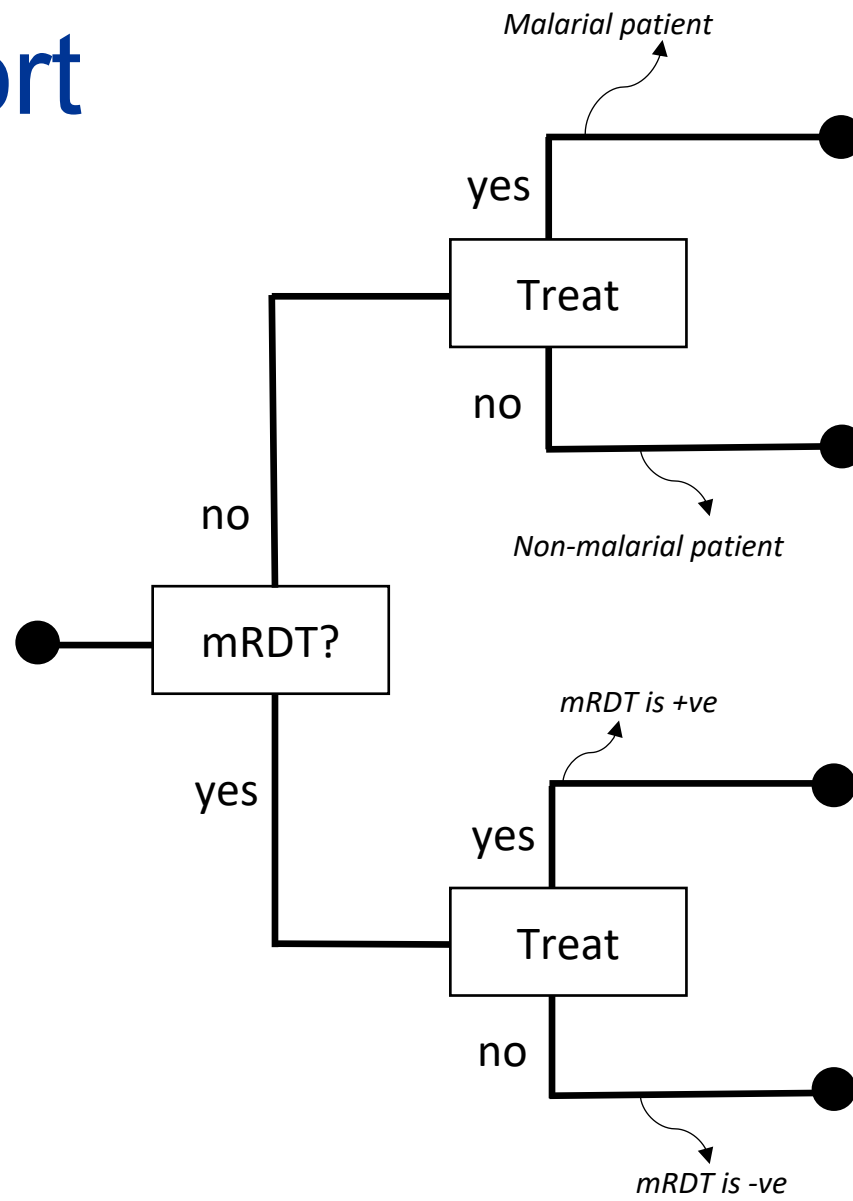 Malarial patient
ort
yes
Treat
no
no
Non-malarial patient
mRDT?
mRDT is +ve
yes
yes
Treat
no
mRDT is -ve